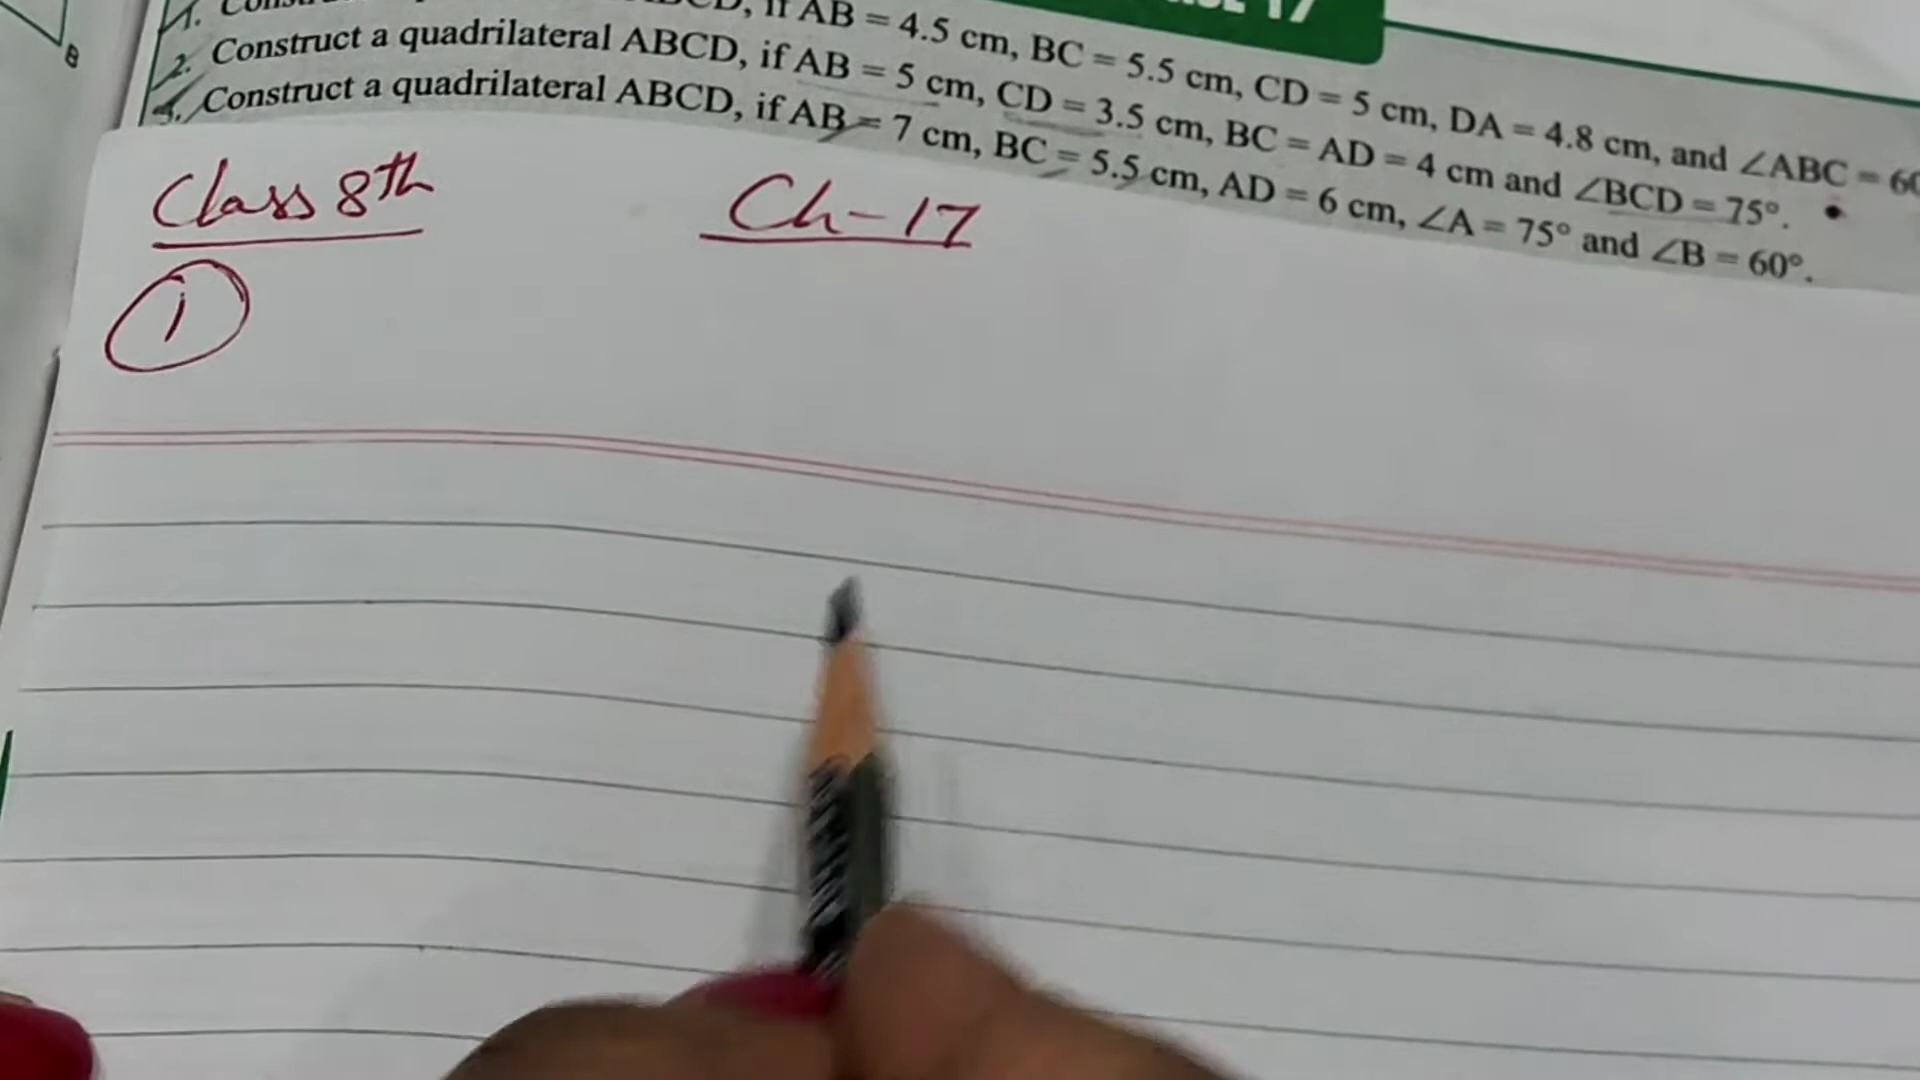 17
1. AB = 4.5 cm, BC = 5.5 cm, CD = 5 cm, DA = 4.8 cm, and ∠ABC = 60
2. Construct a quadrilateral ABCD, if AB = 5 cm, CD = 3.5 cm, BC = AD = 4 cm and ∠BCD = 75°.
3. Construct a quadrilateral ABCD, if AB = 7 cm, BC = 5.5 cm, AD = 6 cm, ∠A = 75° and ∠B = 60°.
B
Class 8th Ch-17
1